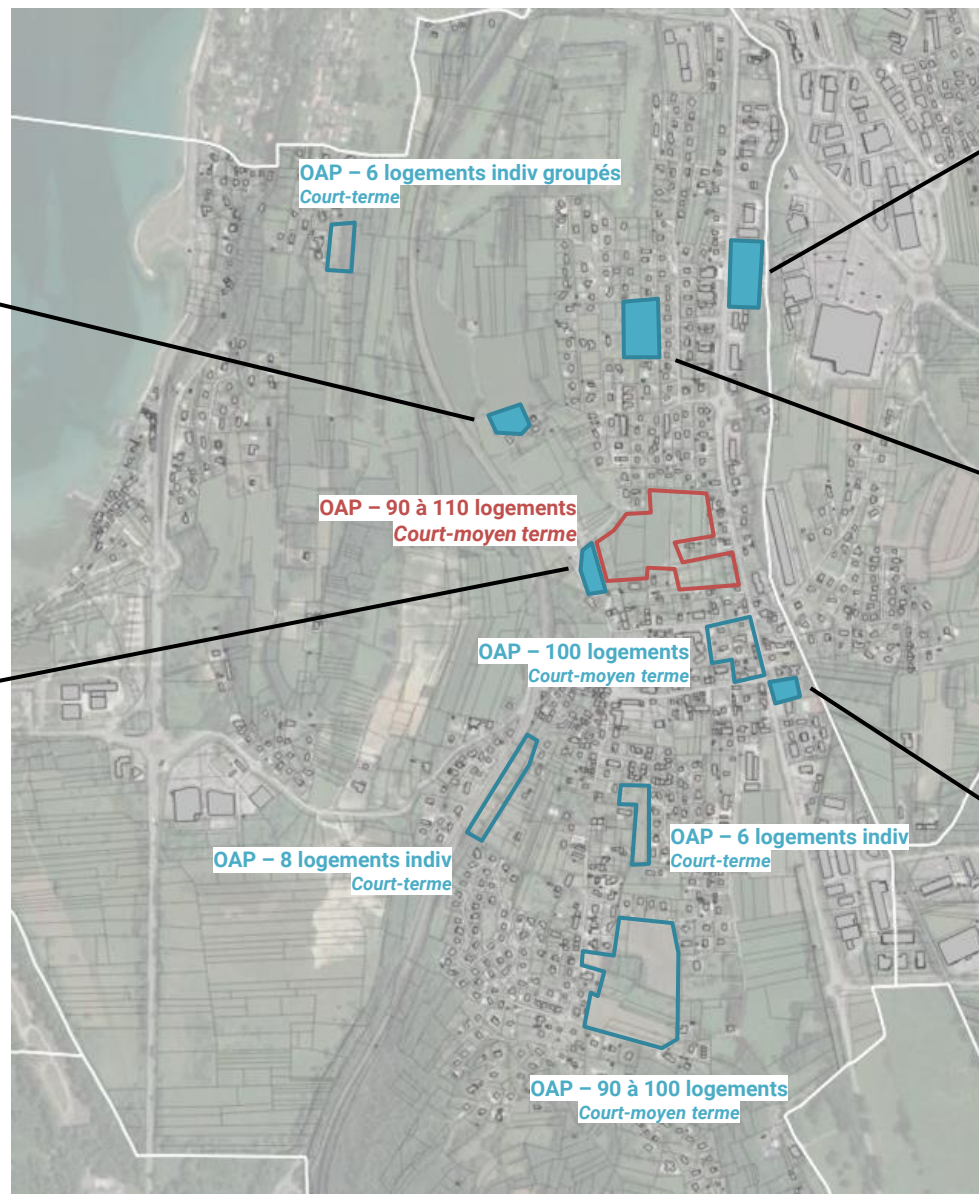 OAP – 6 logements indiv groupés
Court-terme
OAP – 90 à 110 logements
Court-moyen terme
OAP – 100 logements
Court-moyen terme
OAP – 6 logements indiv
Court-terme
OAP – 8 logements indiv
Court-terme
OAP – 90 à 100 logements
Court-moyen terme